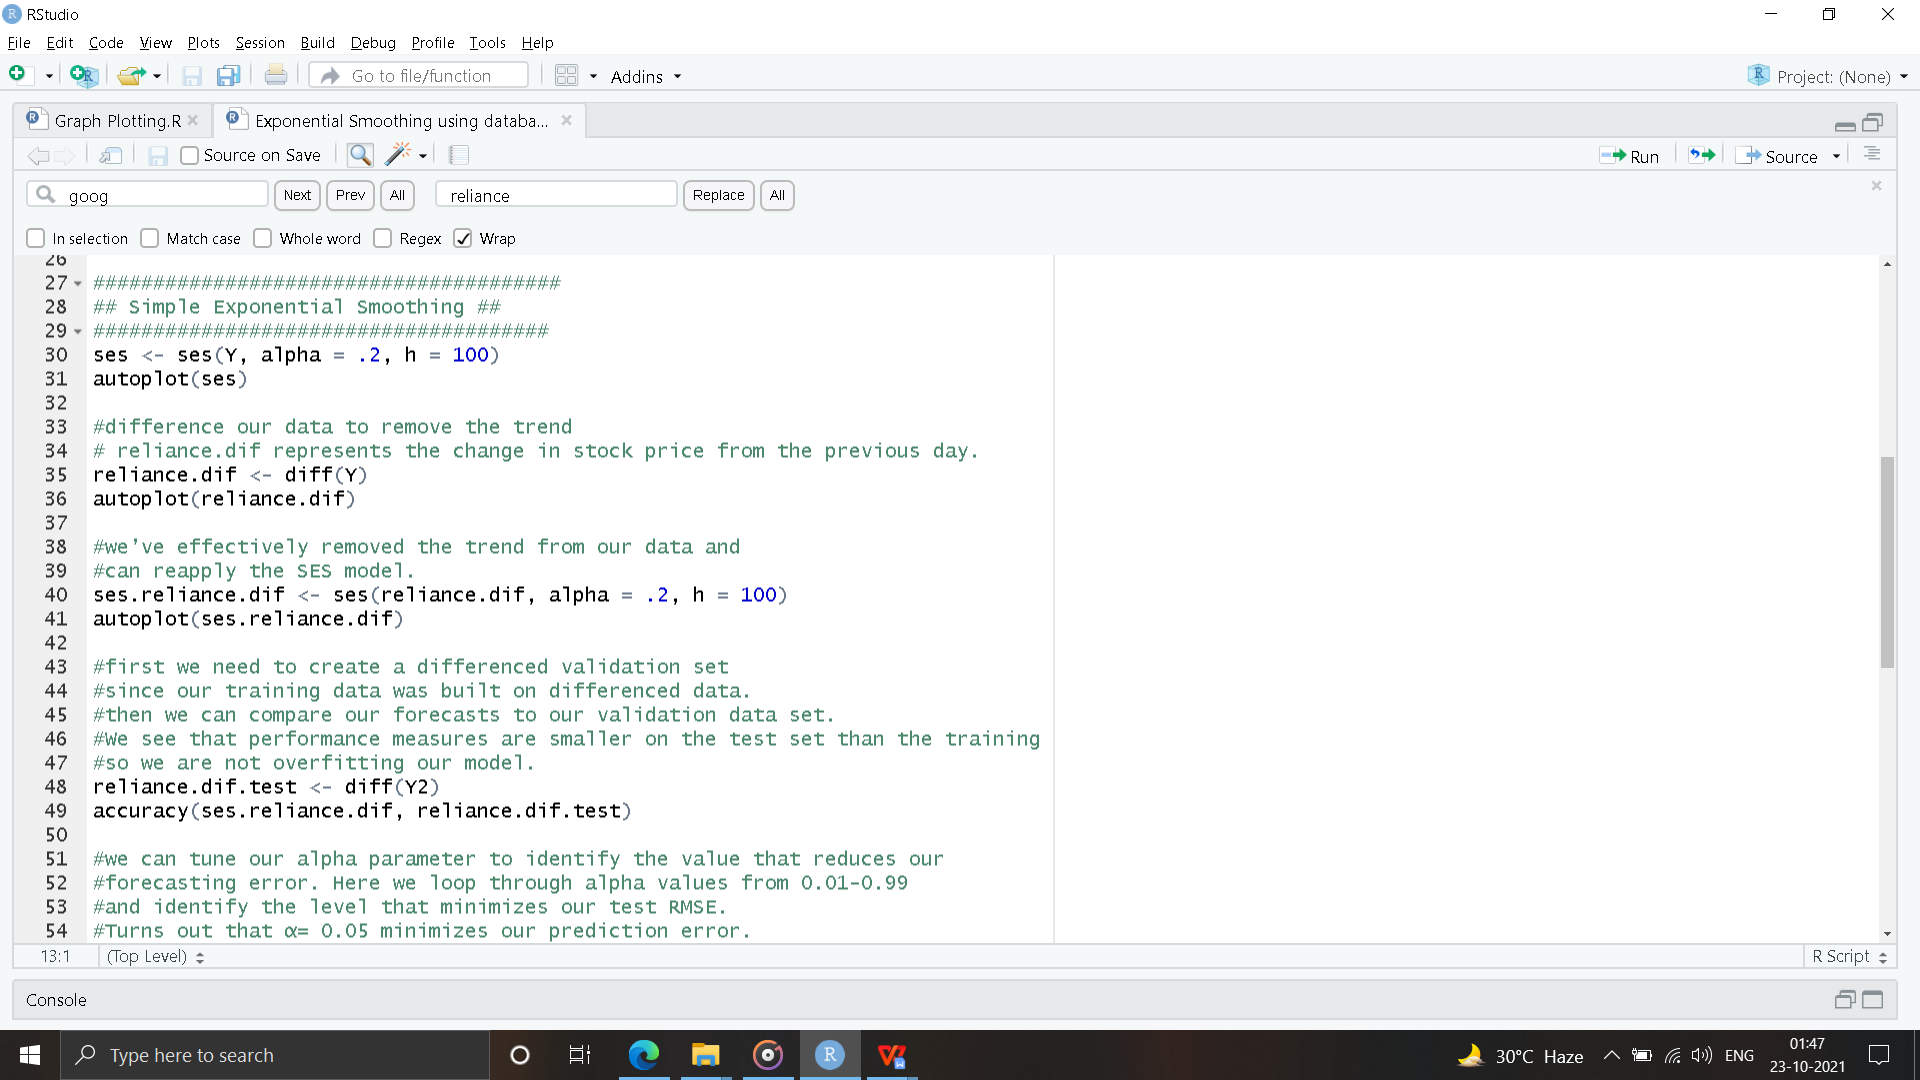 RStudio
File Edit Code View Plots Session Build Debug Profile Tools Help
Go to file/function Addins Project: (None)
Graph Plotting.R Exponential Smoothing using databa...
Source on Save Run Source
goog Next Prev All reliance Replace All
In selection Match case Whole word Regex Wrap
26
27 #######################################
28 ## Simple Exponential Smoothing ##
29 ######################################
30 ses <- ses(Y, alpha = .2, h = 100)
31 autoplot(ses)
32
33 #difference our data to remove the trend
34 # reliance.dif represents the change in stock price from the previous day.
35 reliance.dif <- diff(Y)
36 autoplot(reliance.dif)
37
38 #we've effectively removed the trend from our data and
39 #can reapply the SES model.
40 ses.reliance.dif <- ses(reliance.dif, alpha = .2, h = 100)
41 autoplot(ses.reliance.dif)
42
43 #first we need to create a differenced validation set
44 #since our training data was built on differenced data.
45 #then we can compare our forecasts to our validation data set.
46 #We see that performance measures are smaller on the test set than the training
47 #so we are not overfitting our model.
48 reliance.dif.test <- diff(Y2)
49 accuracy(ses.reliance.dif, reliance.dif.test)
50
51 #we can tune our alpha parameter to identify the value that reduces our
52 #forecasting error. Here we loop through alpha values from 0.01-0.99
53 #and identify the level that minimizes our test RMSE.
54 #Turns out that α= 0.05 minimizes our prediction error.
13:1 (Top Level) R Script
Console
Type here to search 30°C Haze ENG 01:47
23-10-2021